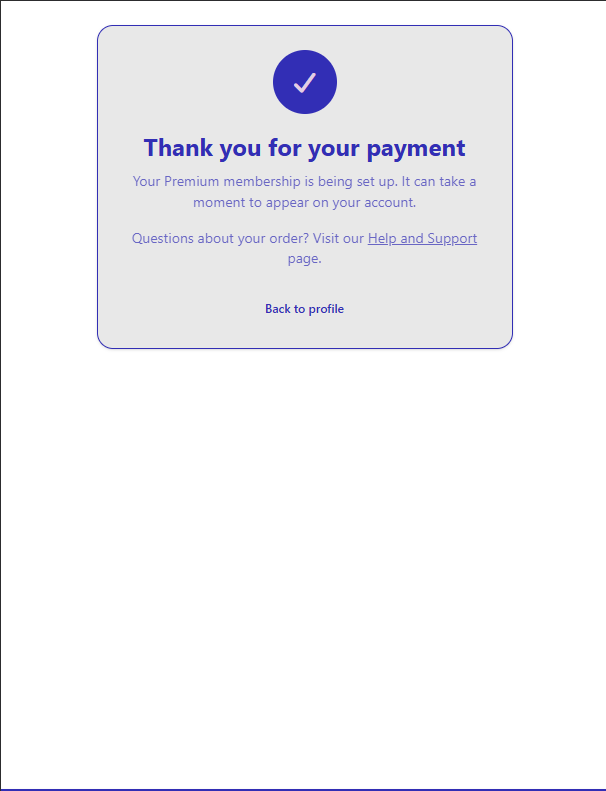 Thank you for your payment
Your Premium membership is being set up. It can take a
moment to appear on your account.
Questions about your order? Visit our Help and Support
page.
Back to profile